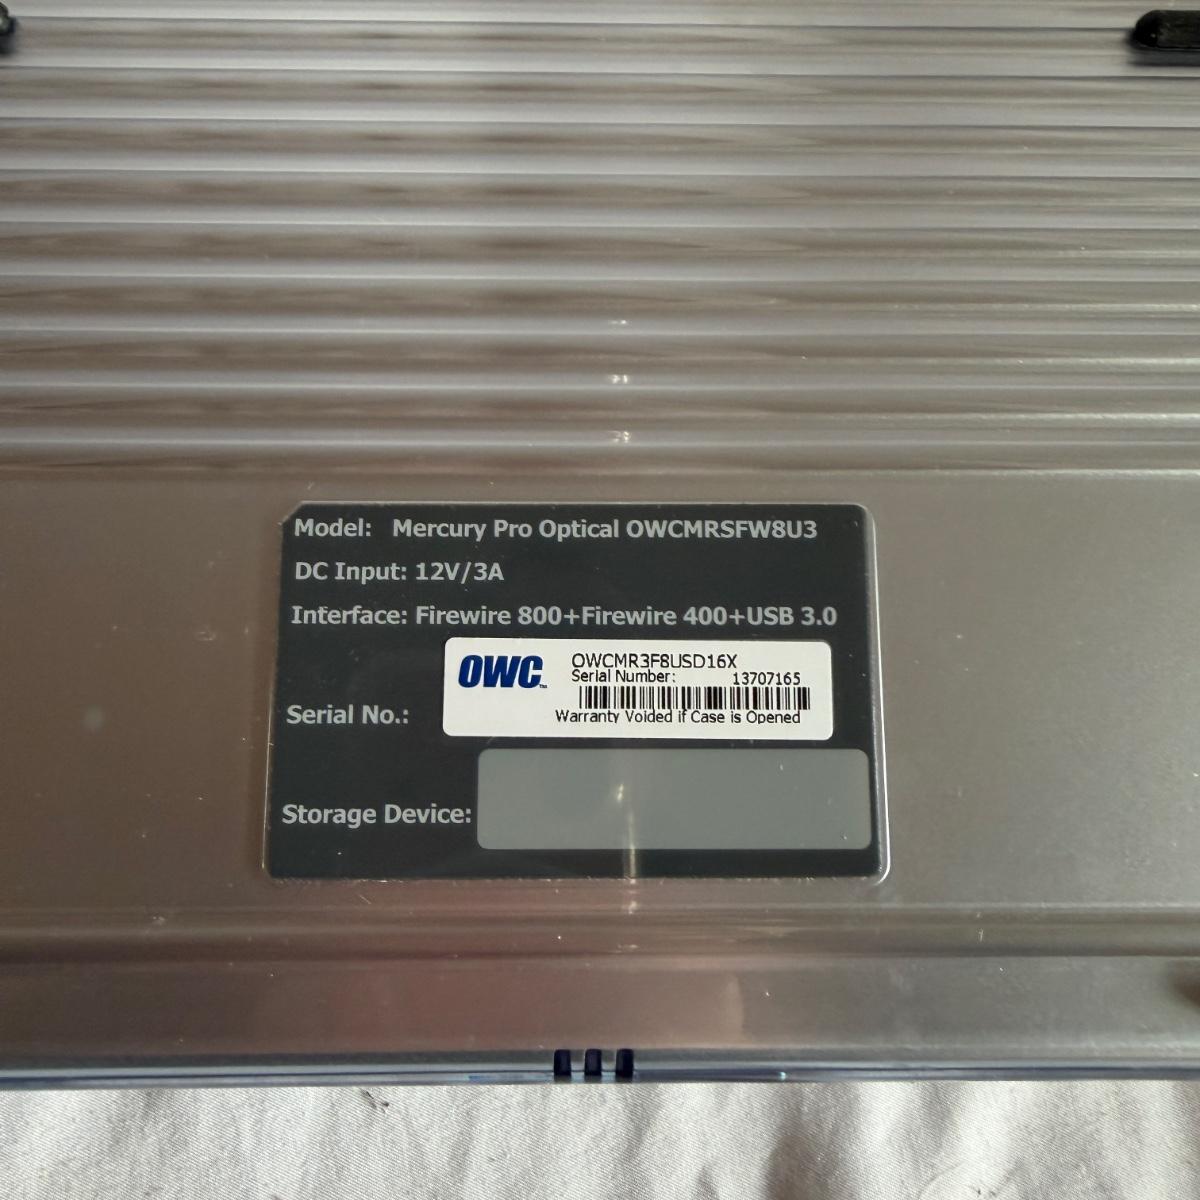 Model: Mercury Pro Optical OWCMRSFW8U3
DC Input: 12V/3A
Interface: Firewire 800+Firewire 400+USB 3.0
Serial No.:
OWC™
OWCMR3F8USD16X
Serial Number: 13707165
Warranty Voided if Case is Opened
Storage Device: